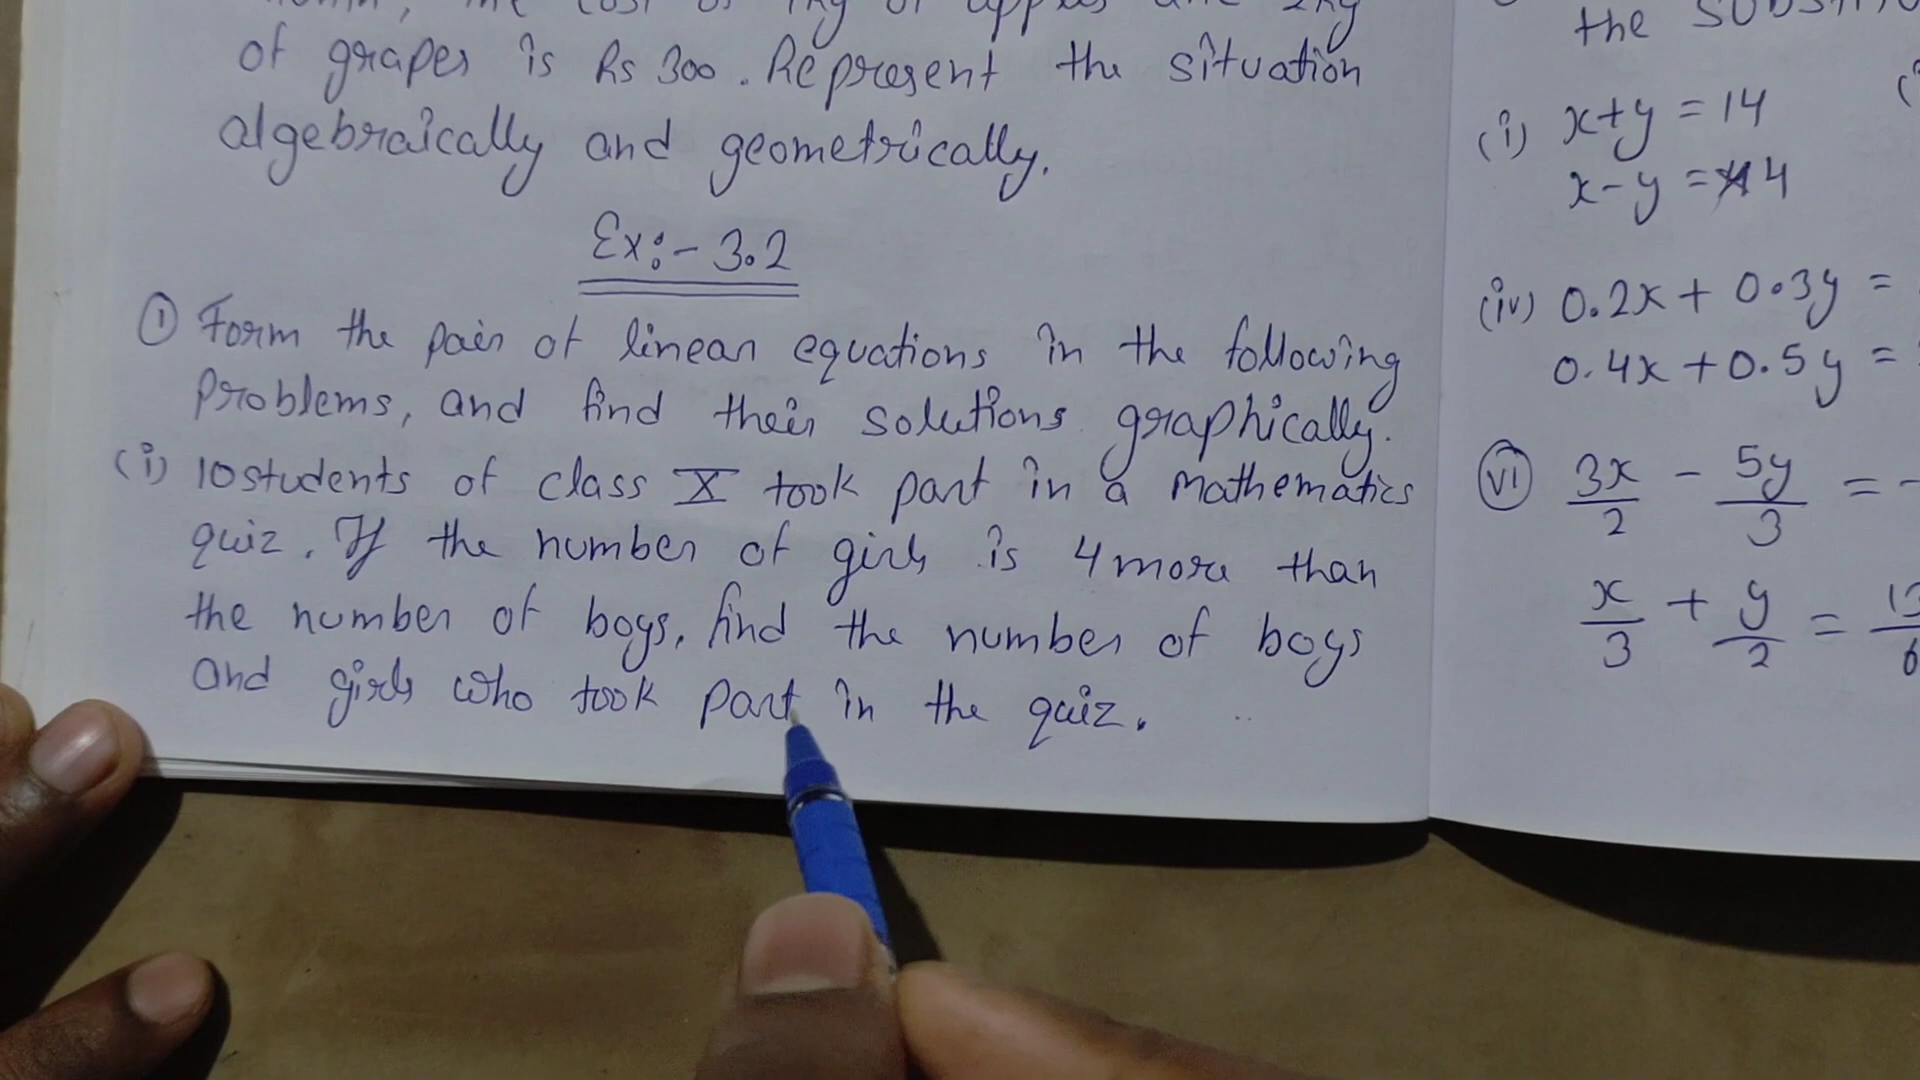 of grapes is Rs 300. Represent the situation
algebraically and geometrically.
Ex:- 3.2
① Form the pair of linear equations in the following
problems, and find their solutions graphically.
(i) 10 students of class X took part in a mathematics
quiz. If the number of girls is 4 more than
the number of boys, find the number of boys
and girls who took part in the quiz.
the
(i) x+y = 14
x-y = 4
(iv) 0.2x + 0.3y =
0.4x + 0.5y =
(vi) 3x/2 - 5y/3 = -
x/3 + y/2 = 13/6